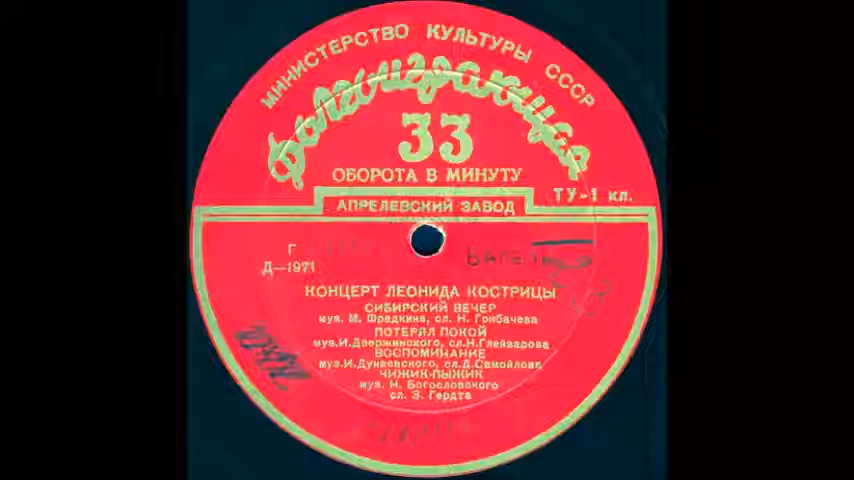 МИНИСТЕРСТВО КУЛЬТУРЫ СССР
Долгоиграющая
33
ОБОРОТА В МИНУТУ
ТУ-1 кл.
АПРЕЛЕВСКИЙ ЗАВОД
Г
Д—1971
КОНЦЕРТ ЛЕОНИДА КОСТРИЦЫ
СИБИРСКИЙ ВЕЧЕР
муз. М. Фрадкина, сл. Н. Грибачева
ПОТЕРЯЛ ПОКОЙ
муз.И.Дзержинского, сл.Н.Глейзарова
ВОСПОМИНАНИЕ
муз.И.Дунаевского, сл.Д.Самойлова
ЧИЖИК-ПЫЖИК
муз. Н. Богословского
сл. З. Гердта